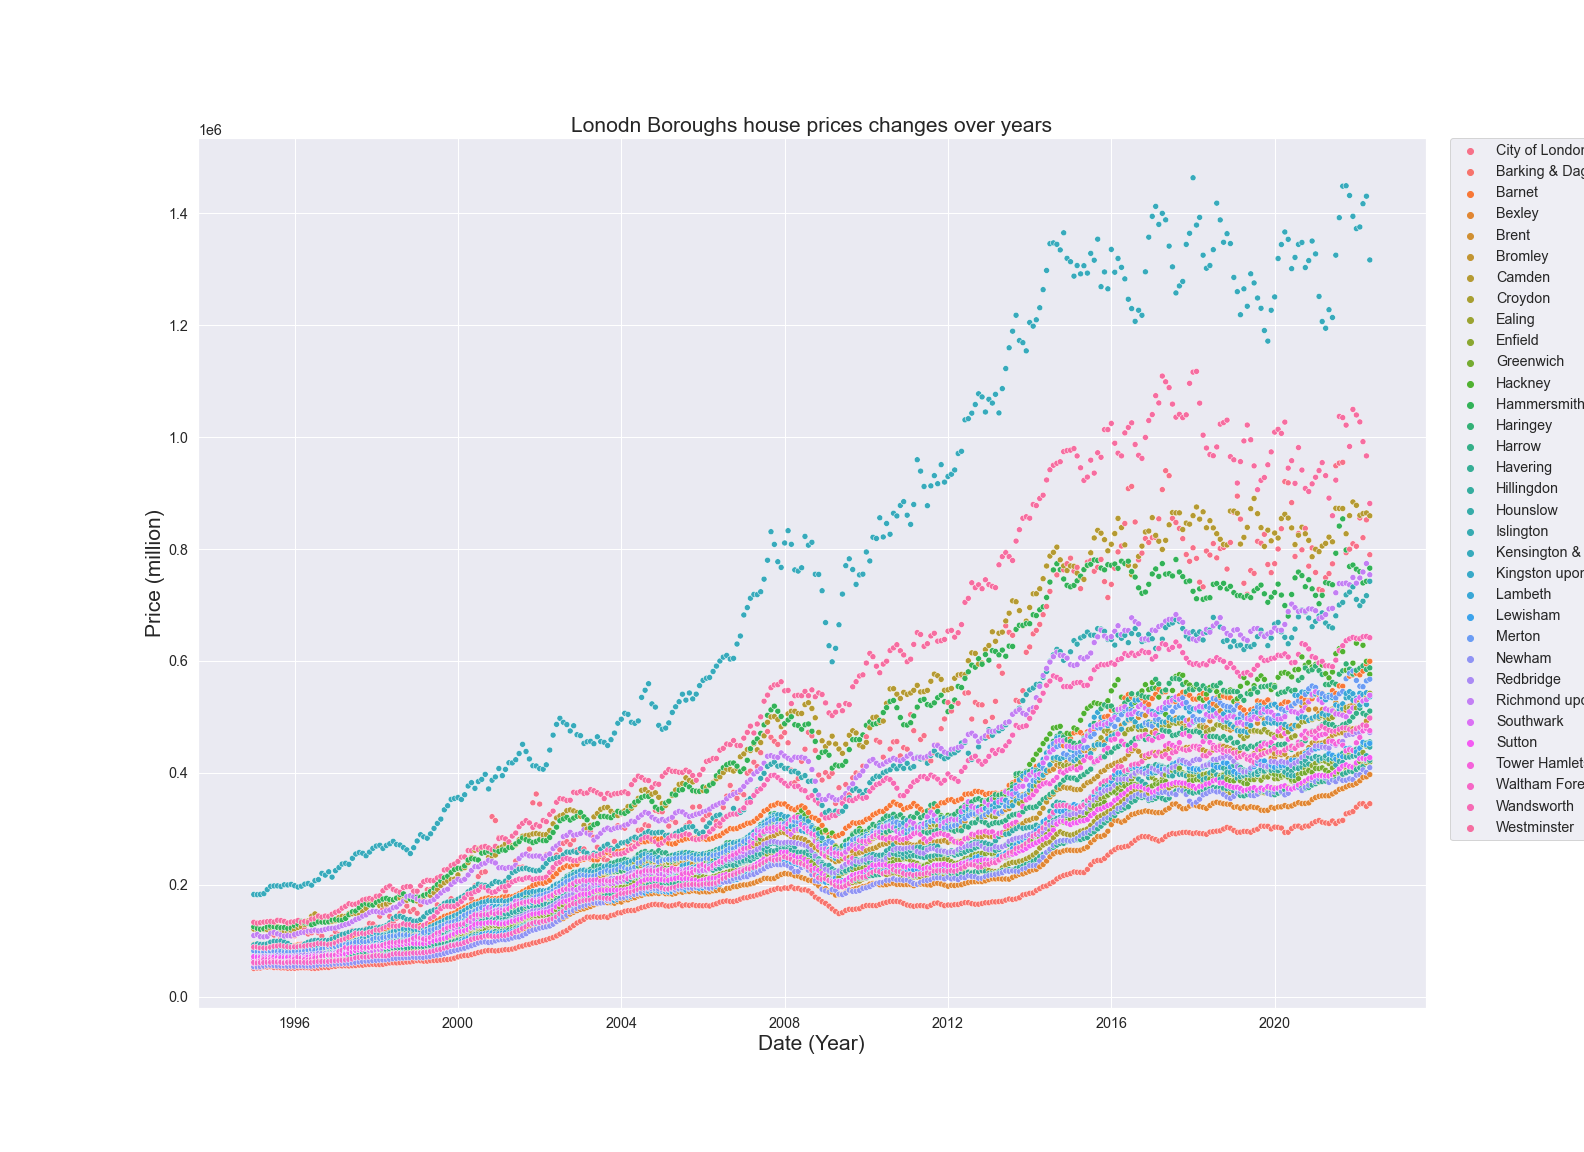 Lonodn Boroughs house prices changes over years
1e6
1.4
1.2
1.0
0.8
0.6
0.4
0.2
0.0
Price (million)
1996
2000
2004
2008
2012
2016
2020
Date (Year)
City of London
Barking & Dag
Barnet
Bexley
Brent
Bromley
Camden
Croydon
Ealing
Enfield
Greenwich
Hackney
Hammersmith
Haringey
Harrow
Havering
Hillingdon
Hounslow
Islington
Kensington &
Kingston upon
Lambeth
Lewisham
Merton
Newham
Redbridge
Richmond upo
Southwark
Sutton
Tower Hamlet
Waltham Fore
Wandsworth
Westminster